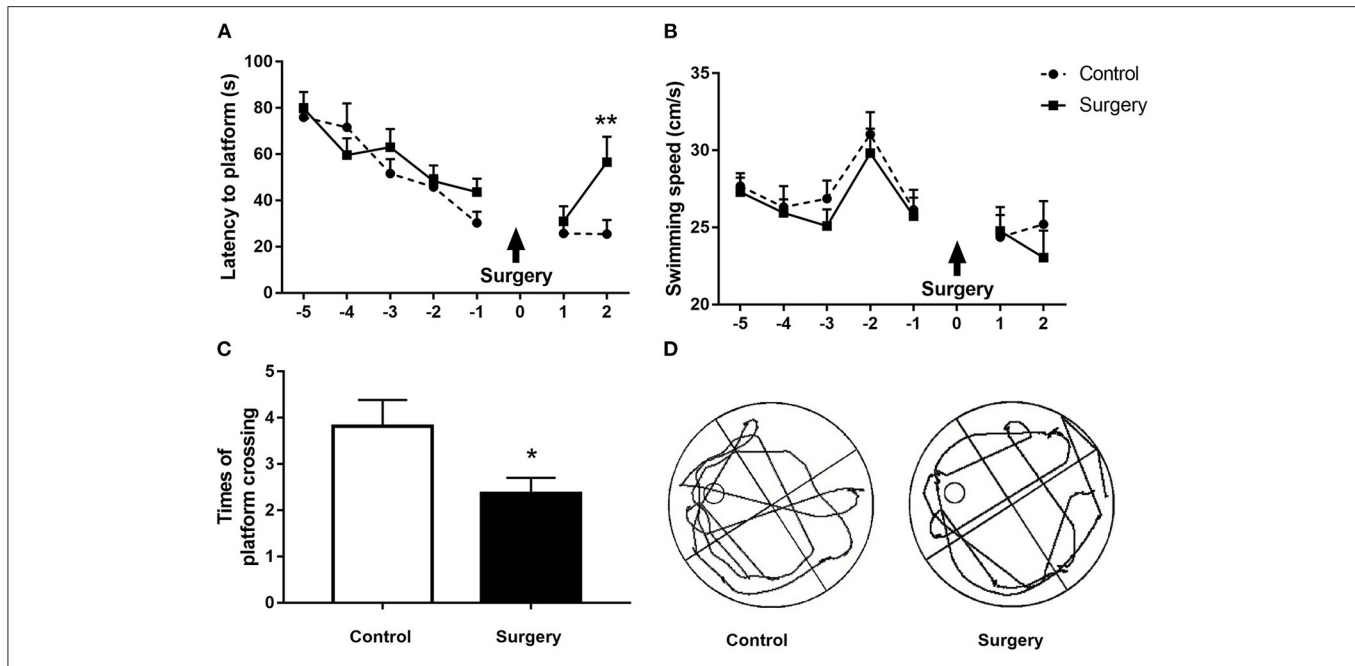 A
Latency to platform (s)
100
80
60
40
20
0
**
Surgery
-5 -4 -3 -2 -1 0 1 2
B
Swimming speed (cm/s)
35
30
25
20
Surgery
-5 -4 -3 -2 -1 0 1 2
Control
Surgery
C
Times of
platform crossing
5
4
3
2
1
0
*
Control Surgery
D
Control Surgery